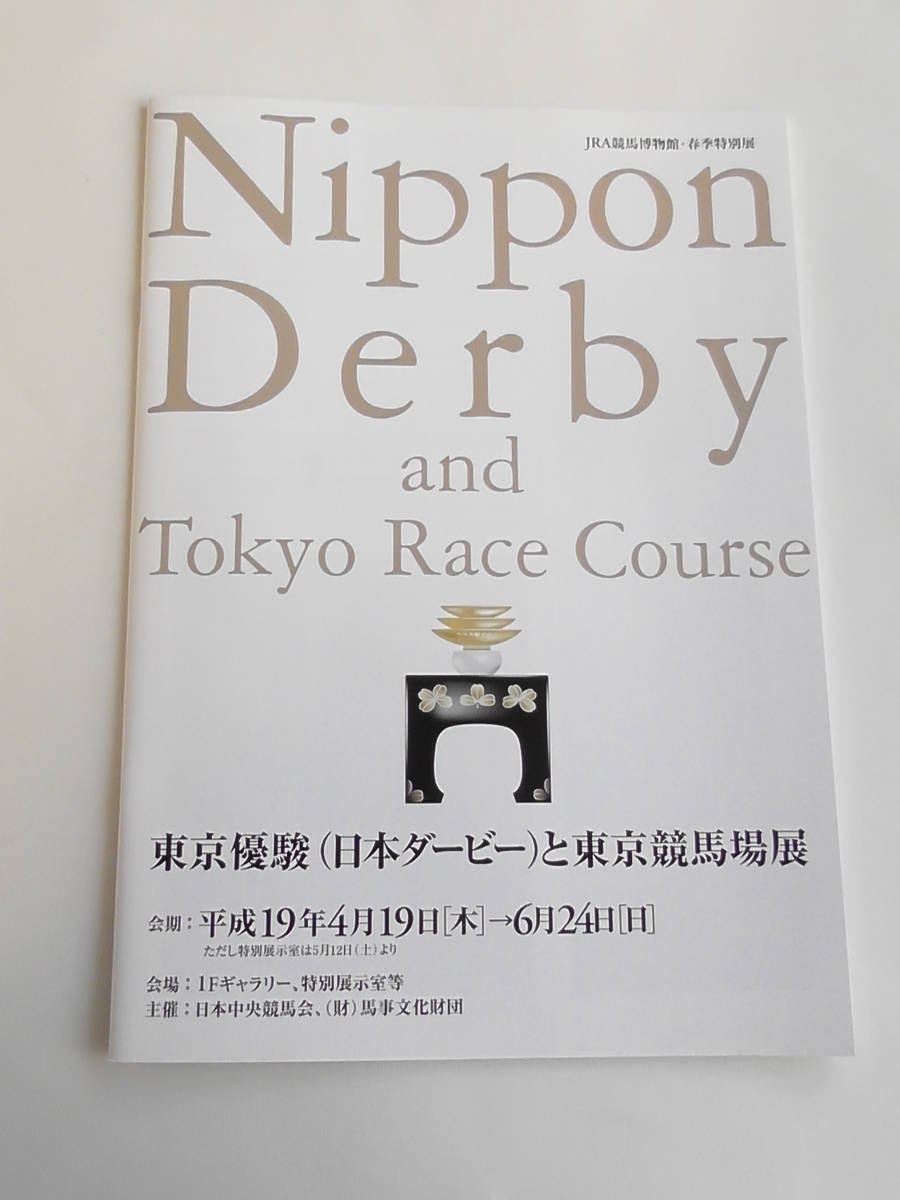 JRA競馬博物館・春季特別展
Nippon
Derby
and
Tokyo Race Course
東京優駿(日本ダービー)と東京競馬場展
会期：平成19年4月19日[木]→6月24日[日]
ただし特別展示室は5月12日(土)より
会場：1Fギャラリー、特別展示室等
主催：日本中央競馬会、(財)馬事文化財団